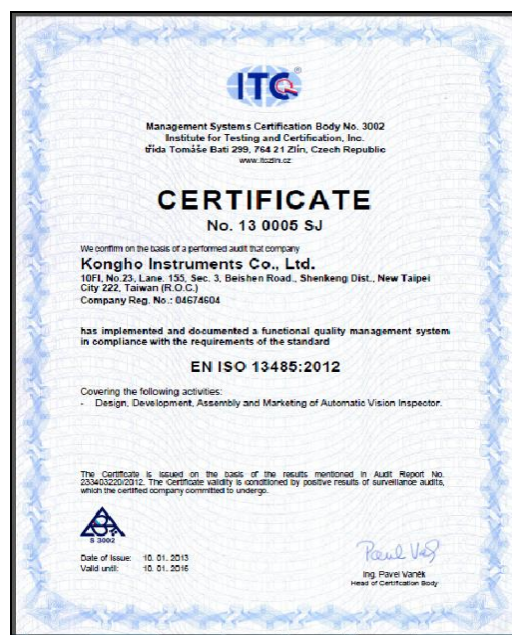 ITC
Management Systems Certification Body No. 3002
Institute for Testing and Certification, Inc.
třída Tomáše Bati 299, 764 21 Zlín, Czech Republic
www.itczlin.cz
CERTIFICATE
No. 13 0005 SJ
We confirm on the basis of a performed audit that company
Kongho Instruments Co., Ltd.
10Fl, No.23, Lane. 155, Sec. 3, Beishen Road., Shenkeng Dist., New Taipei
City 222, Taiwan (R.O.C.)
Company Reg. No.: 04674604
has implemented and documented a functional quality management system
in compliance with the requirements of the standard
EN ISO 13485:2012
Covering the following activities:
- Design, Development, Assembly and Marketing of Automatic Vision Inspector.
The Certificate is issued on the basis of the results mentioned in Audit Report No.
233403220/2012. The Certificate validity is conditioned by positive results of surveillance audits,
which the certified company committed to undergo.
S 3002
Date of Issue: 10. 01. 2013
Valid until: 10. 01. 2016
Ing. Pavel Vaněk
Head of Certification Body